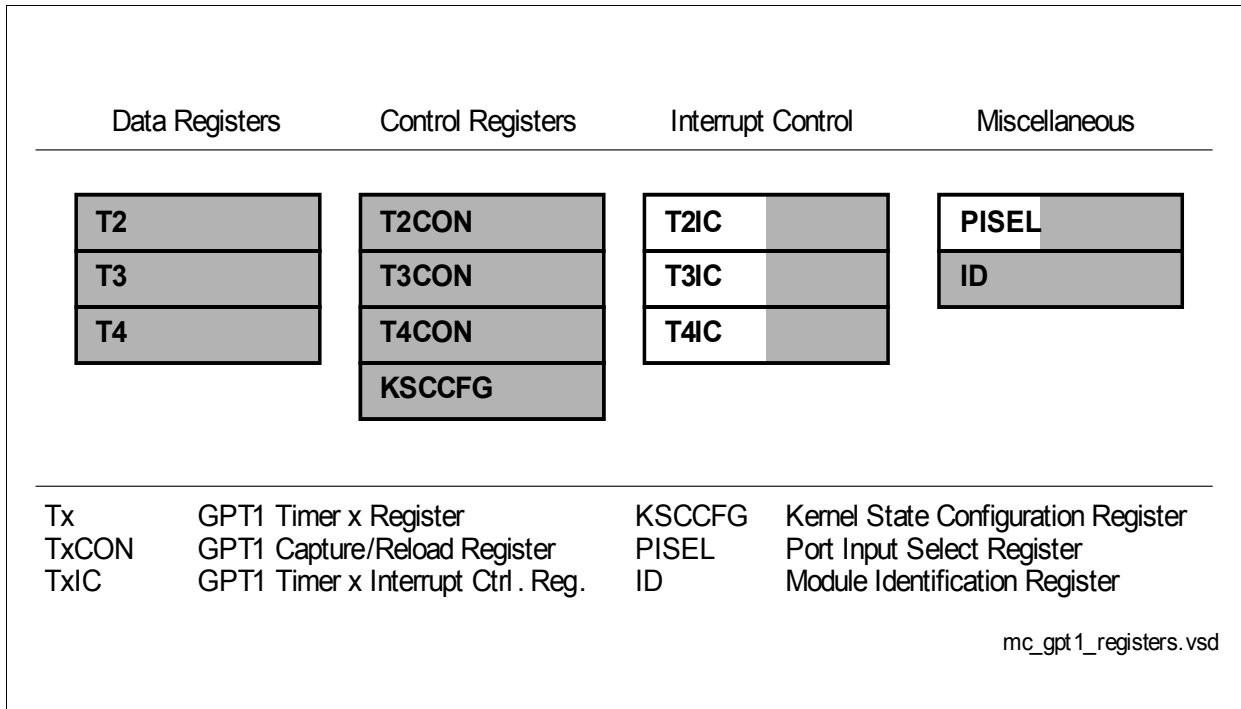 Data Registers Control Registers Interrupt Control Miscellaneous
T2 T2CON T2IC PISEL
T3 T3CON T3IC ID
T4 T4CON T4IC
KSCCFG
Tx GPT1 Timer x Register KSCCFG Kernel State Configuration Register
TxCON GPT1 Capture/Reload Register PISEL Port Input Select Register
TxIC GPT1 Timer x Interrupt Ctrl . Reg. ID Module Identification Register
mc_gpt1_registers.vsd